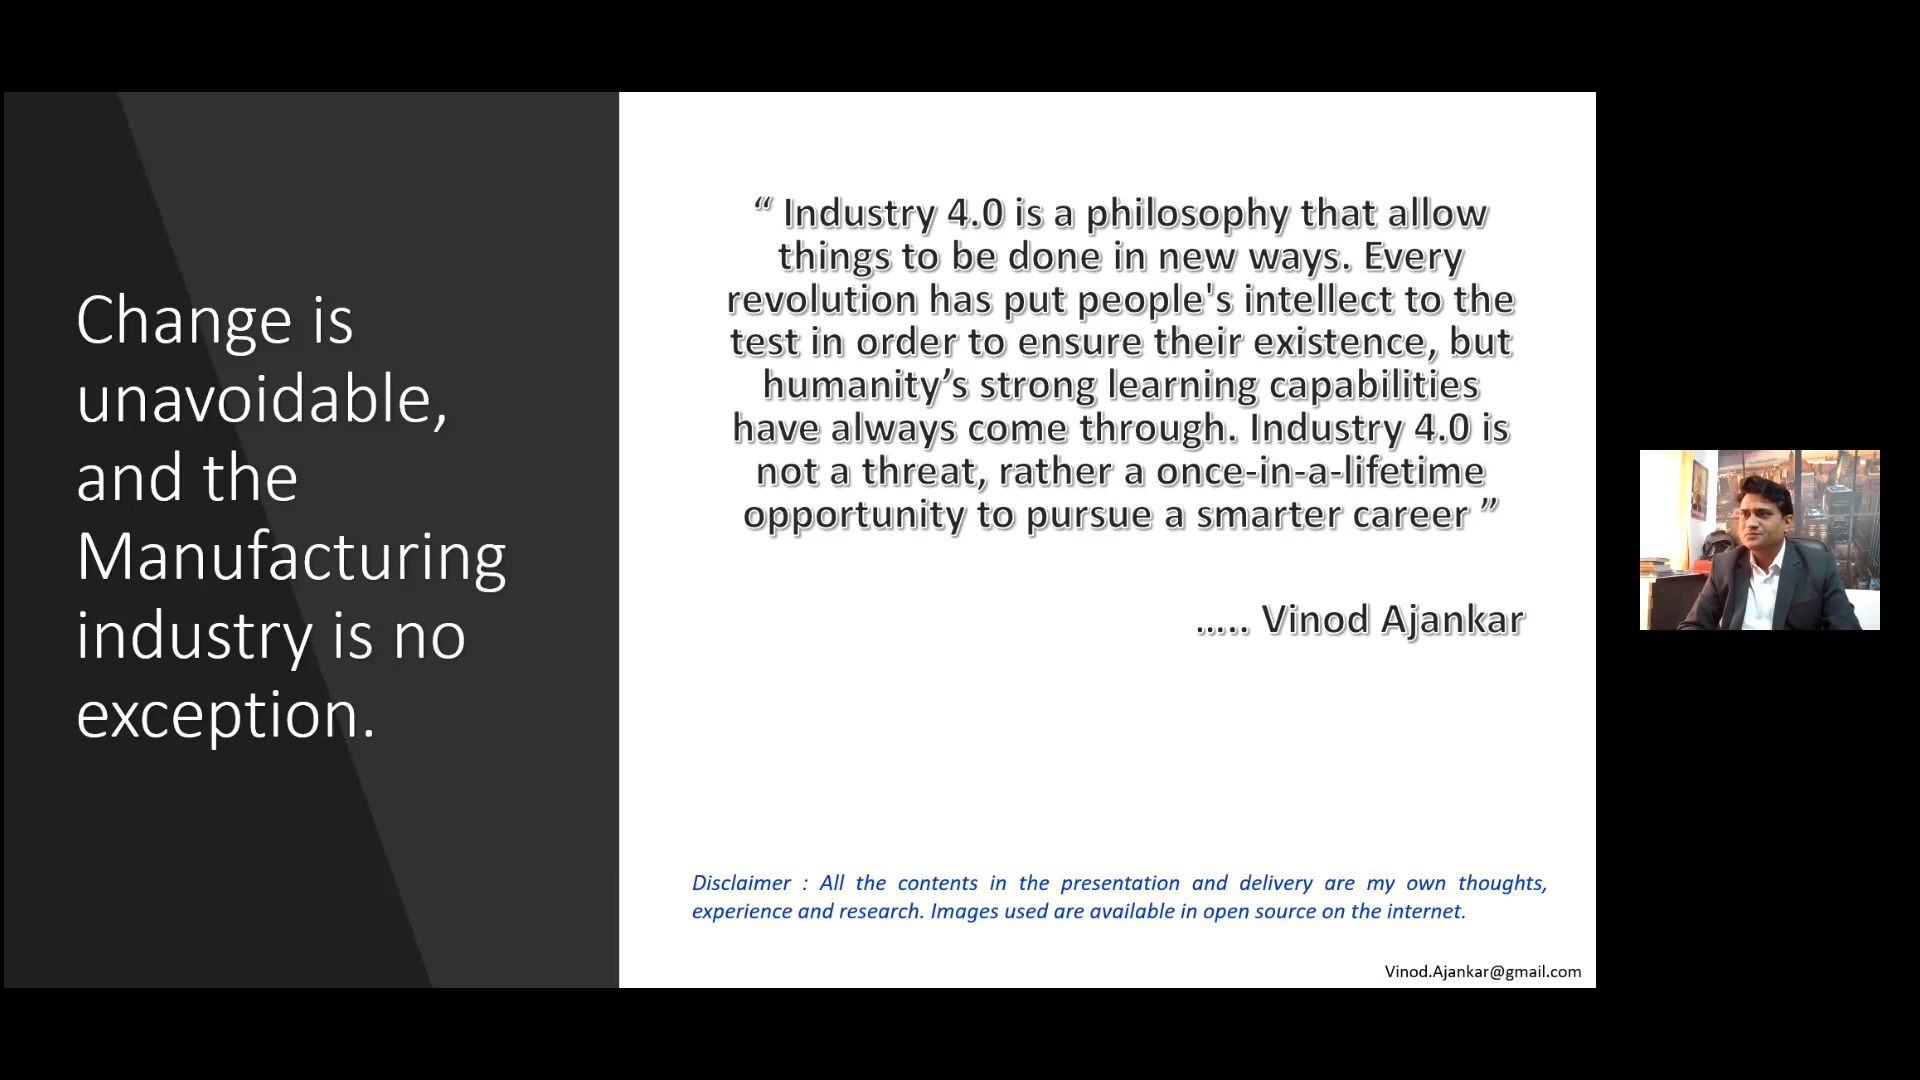 Change is
unavoidable,
and the
Manufacturing
industry is no
exception.
“ Industry 4.0 is a philosophy that allow
things to be done in new ways. Every
revolution has put people's intellect to the
test in order to ensure their existence, but
humanity’s strong learning capabilities
have always come through. Industry 4.0 is
not a threat, rather a once-in-a-lifetime
opportunity to pursue a smarter career ”
..... Vinod Ajankar
Disclaimer : All the contents in the presentation and delivery are my own thoughts,
experience and research. Images used are available in open source on the internet.
Vinod.Ajankar@gmail.com